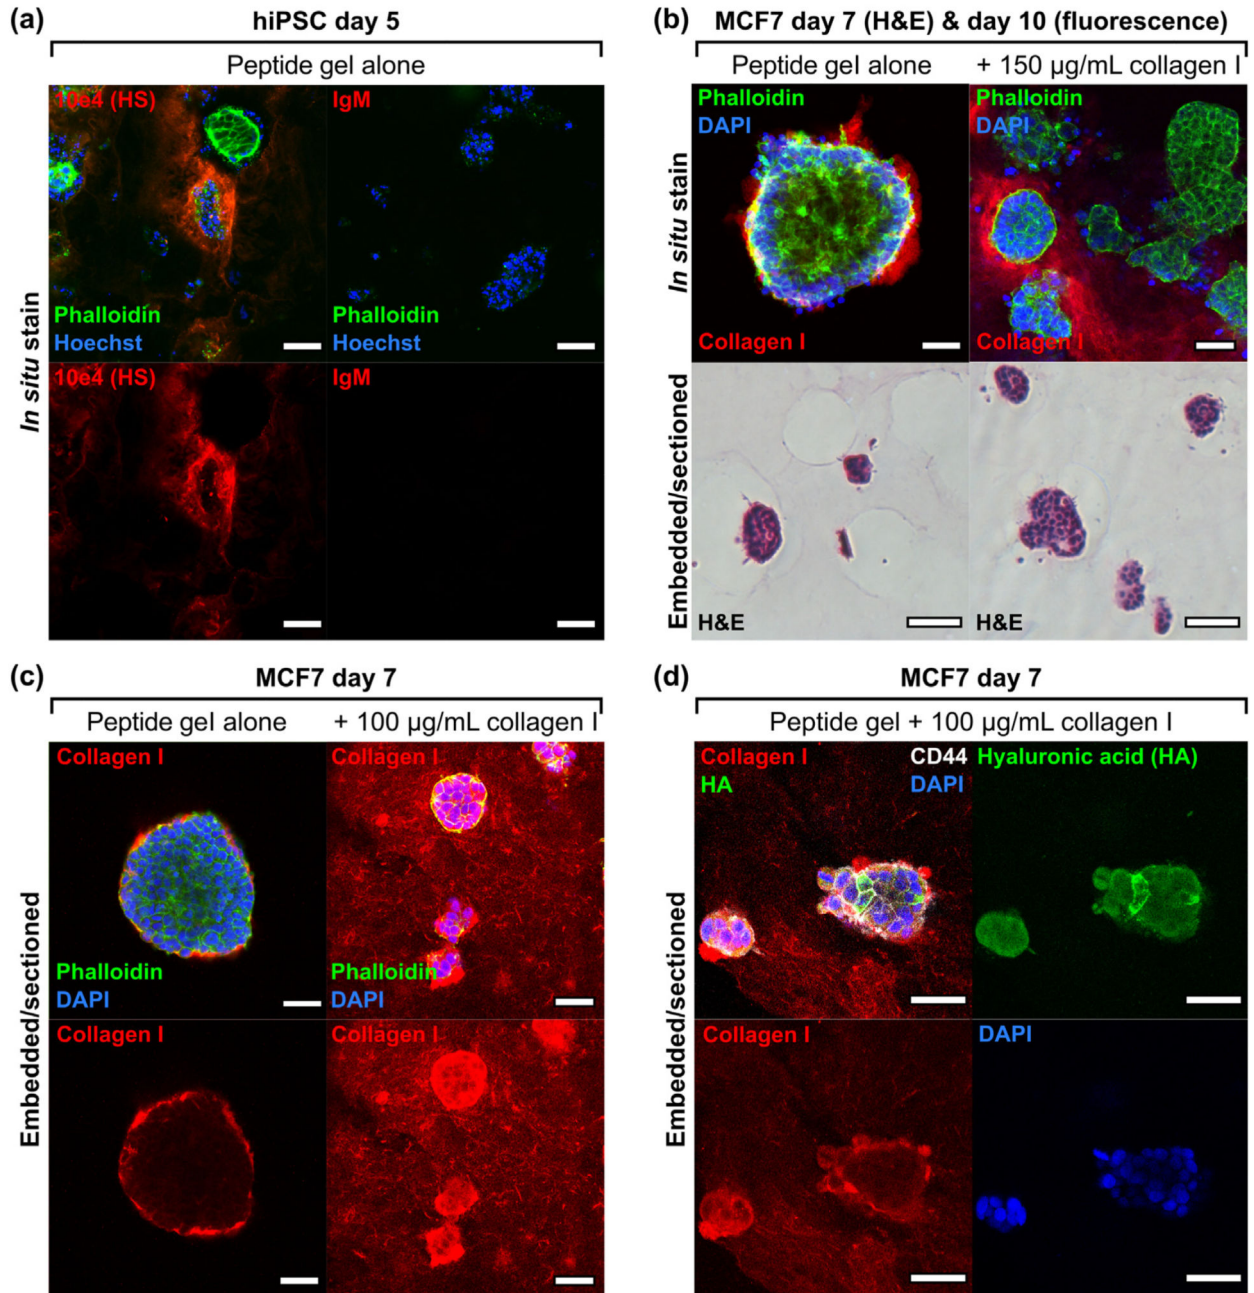 (a)
hiPSC day 5
Peptide gel alone
In situ stain
10e4 (HS)
IgM
Phalloidin
Hoechst
Phalloidin
Hoechst
10e4 (HS)
IgM
(b)
MCF7 day 7 (H&E) & day 10 (fluorescence)
Peptide gel alone
+ 150 µg/mL collagen I
In situ stain
Phalloidin
DAPI
Collagen I
Phalloidin
DAPI
Collagen I
Embedded/sectioned
H&E
H&E
(c)
MCF7 day 7
Peptide gel alone
+ 100 µg/mL collagen I
Embedded/sectioned
Collagen I
Phalloidin
DAPI
Collagen I
Phalloidin
DAPI
Collagen I
Collagen I
(d)
MCF7 day 7
Peptide gel + 100 µg/mL collagen I
Embedded/sectioned
Collagen I
HA
CD44
DAPI
Hyaluronic acid (HA)
Collagen I
DAPI